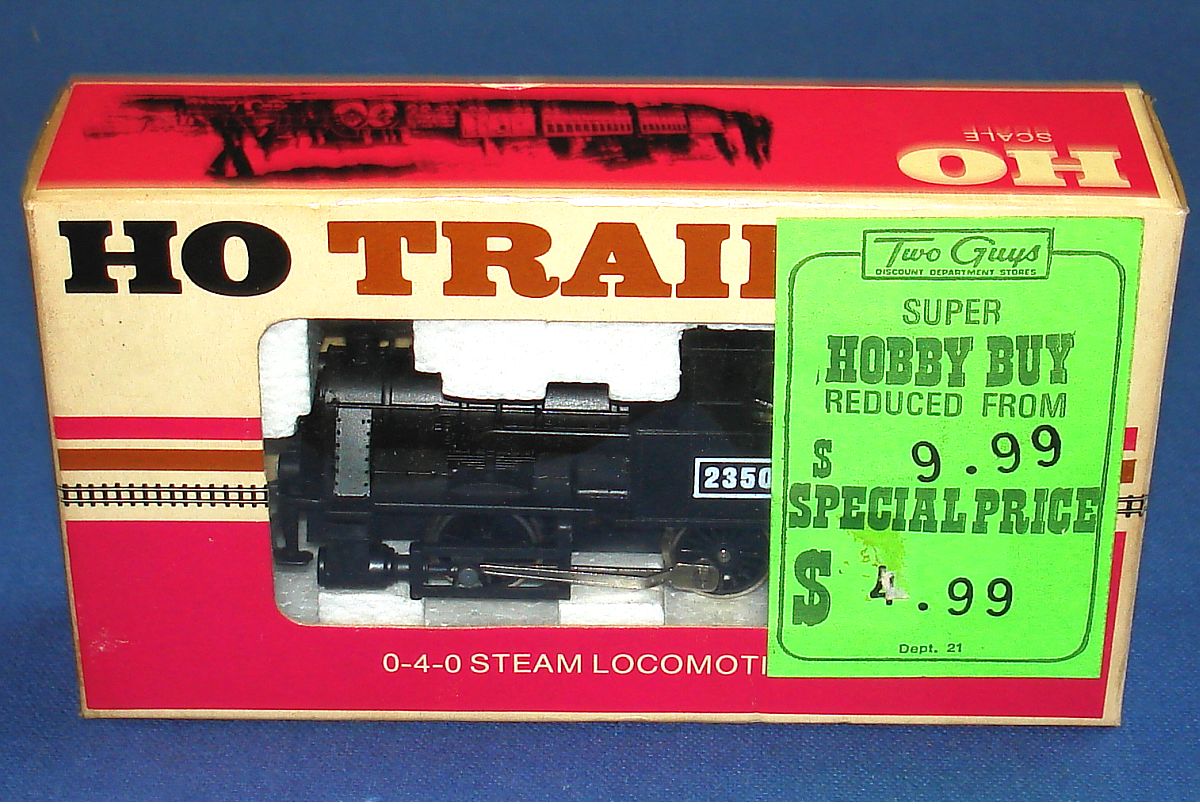 HO
SCALE
HO TRAI
2350
0-4-0 STEAM LOCOMOTI
Two Guys
DISCOUNT DEPARTMENT STORES
SUPER
HOBBY BUY
REDUCED FROM
$ 9.99
SPECIAL PRICE
$ 4.99
Dept. 21